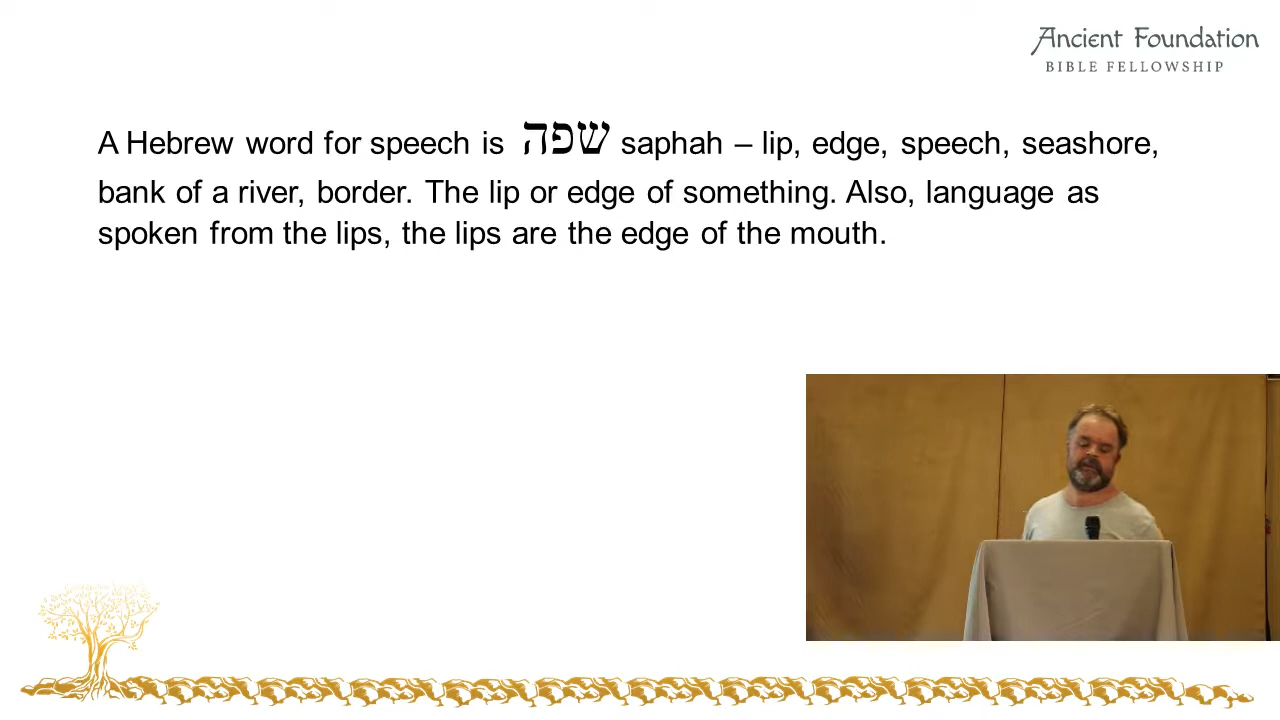 Ancient Foundation
BIBLE FELLOWSHIP
A Hebrew word for speech is שפה saphah – lip, edge, speech, seashore,
bank of a river, border. The lip or edge of something. Also, language as
spoken from the lips, the lips are the edge of the mouth.